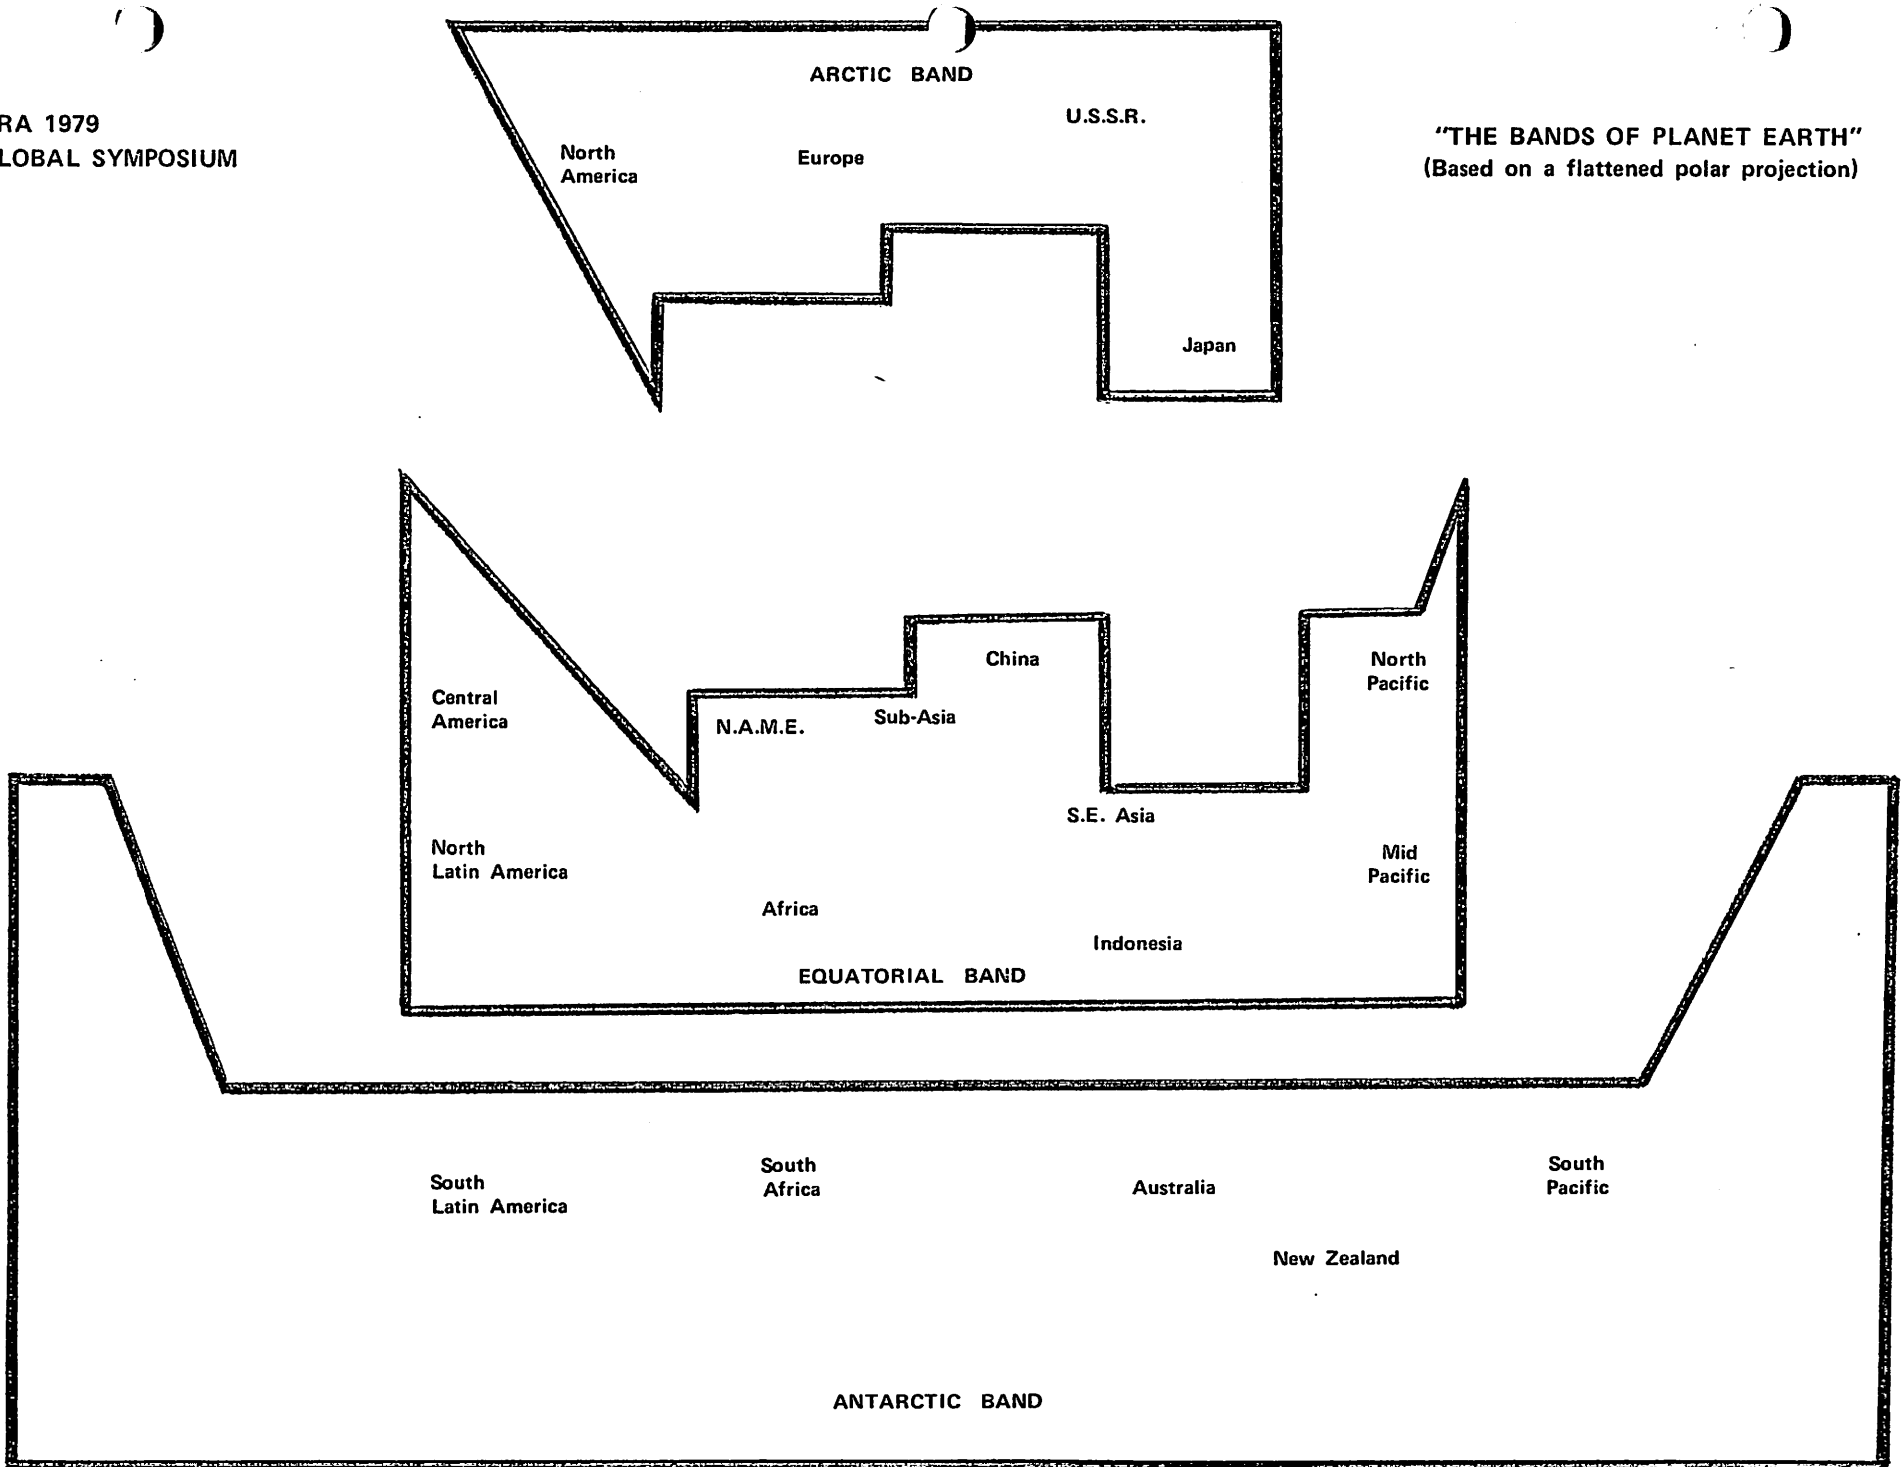 RA 1979
LOBAL SYMPOSIUM
"THE BANDS OF PLANET EARTH"
(Based on a flattened polar projection)
ARCTIC BAND
U.S.S.R.
North
America
Europe
Japan
China
North
Pacific
Central
America
N.A.M.E.
Sub-Asia
S.E. Asia
North
Latin America
Mid
Pacific
Africa
Indonesia
EQUATORIAL BAND
South
Latin America
South
Africa
Australia
South
Pacific
New Zealand
ANTARCTIC BAND